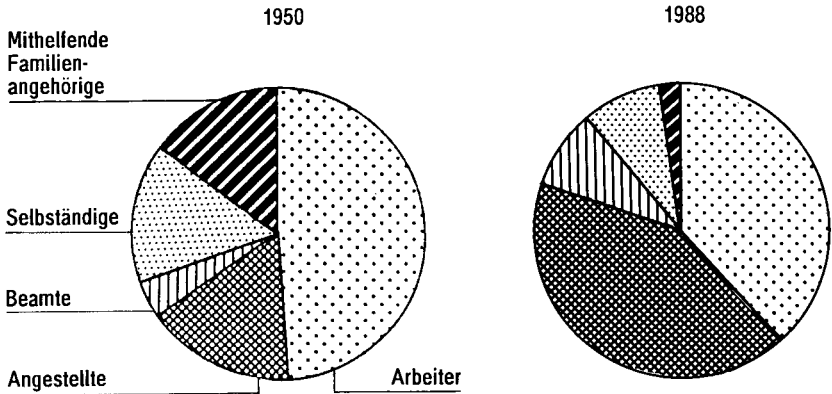 1950
1988
Mithelfende
Familien-
angehörige
Selbständige
Beamte
Angestellte
Arbeiter